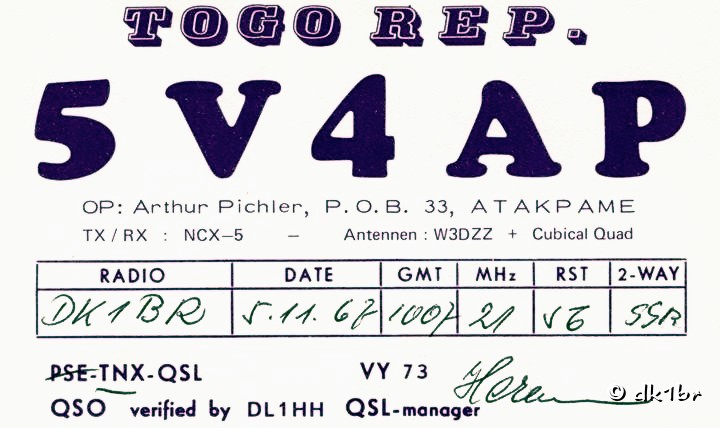 TOGO REP.
5V4AP
OP: Arthur Pichler, P.O.B. 33, ATAKPAME
TX / RX : NCX-5 – Antennen : W3DZZ + Cubical Quad
RADIO DATE GMT MHz RST 2-WAY
DK1BR 5.11.67 1007 21 56 SSB
PSE-TNX-QSL VY 73
QSO verified by DL1HH QSL-manager
© dk1br